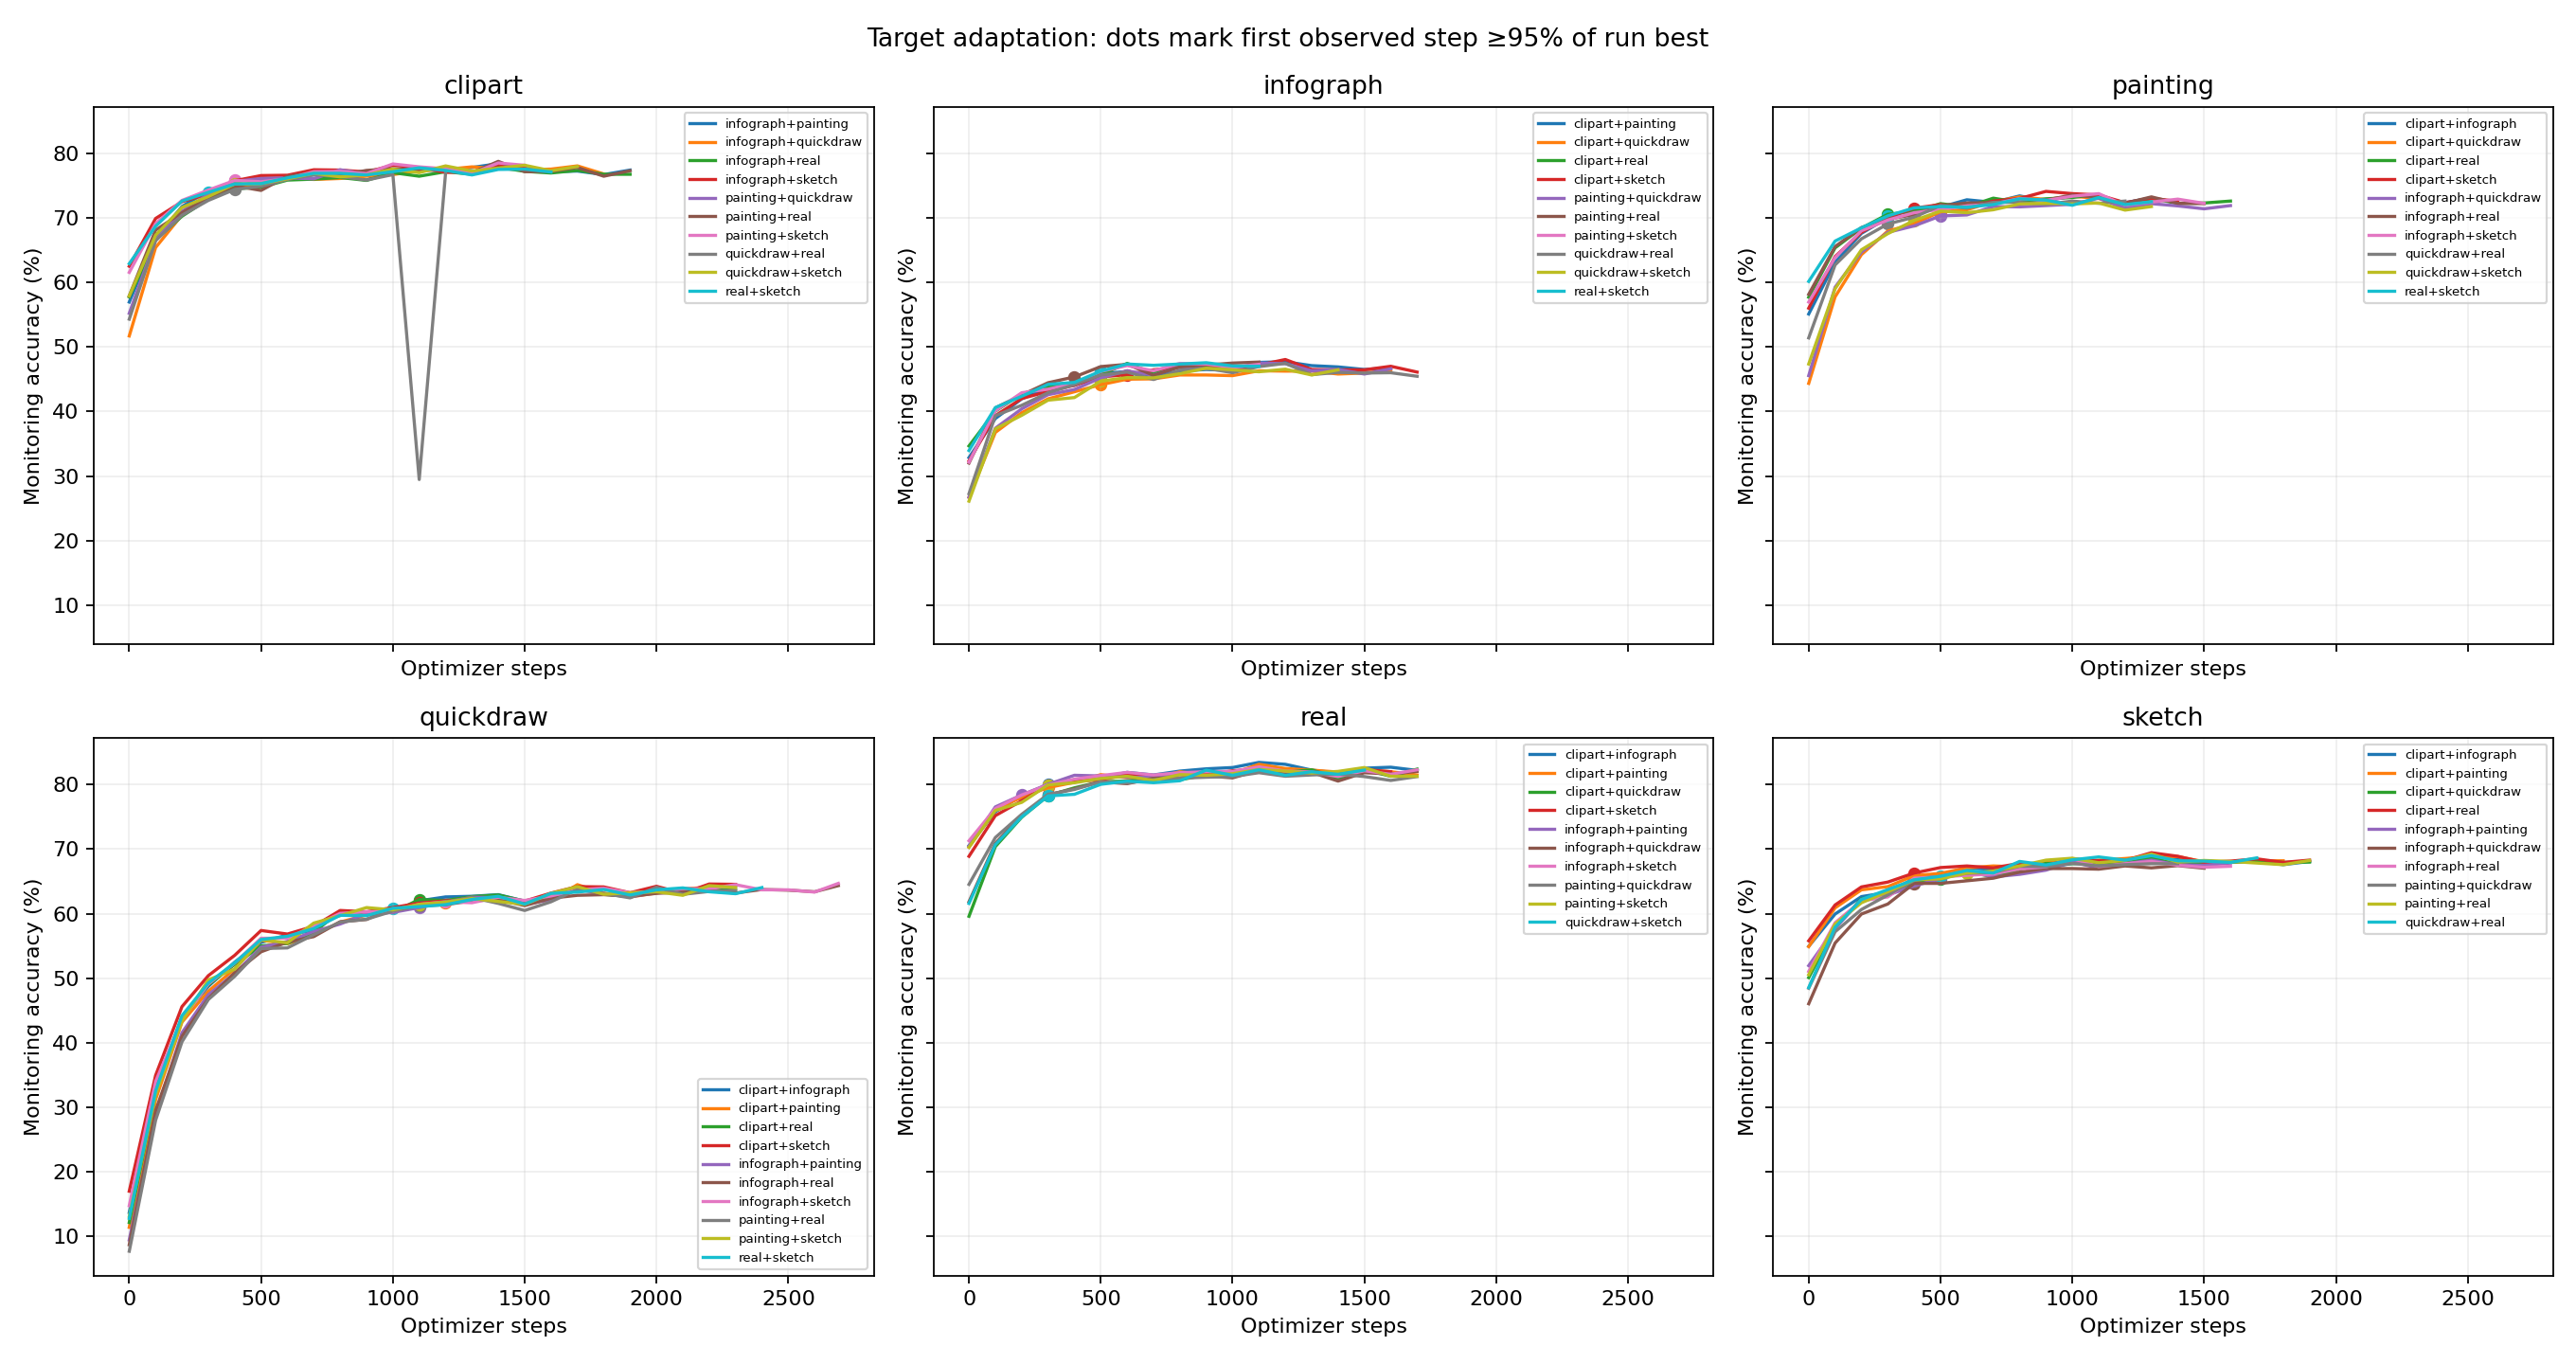 Target adaptation: dots mark first observed step ≥95% of run best
clipart
Monitoring accuracy (%)
80
70
60
50
40
30
20
10
infograph+painting
infograph+quickdraw
infograph+real
infograph+sketch
painting+quickdraw
painting+real
painting+sketch
quickdraw+real
quickdraw+sketch
real+sketch
Optimizer steps
infograph
Monitoring accuracy (%)
clipart+painting
clipart+quickdraw
clipart+real
clipart+sketch
painting+quickdraw
painting+real
painting+sketch
quickdraw+real
quickdraw+sketch
real+sketch
Optimizer steps
painting
Monitoring accuracy (%)
clipart+infograph
clipart+quickdraw
clipart+real
clipart+sketch
infograph+quickdraw
infograph+real
infograph+sketch
quickdraw+real
quickdraw+sketch
real+sketch
Optimizer steps
quickdraw
Monitoring accuracy (%)
80
70
60
50
40
30
20
10
clipart+infograph
clipart+painting
clipart+real
clipart+sketch
infograph+painting
infograph+real
infograph+sketch
painting+real
painting+sketch
real+sketch
0 500 1000 1500 2000 2500
Optimizer steps
real
Monitoring accuracy (%)
clipart+infograph
clipart+painting
clipart+quickdraw
clipart+sketch
infograph+painting
infograph+quickdraw
infograph+sketch
painting+quickdraw
painting+sketch
quickdraw+sketch
0 500 1000 1500 2000 2500
Optimizer steps
sketch
Monitoring accuracy (%)
clipart+infograph
clipart+painting
clipart+quickdraw
clipart+real
infograph+painting
infograph+quickdraw
infograph+real
painting+quickdraw
painting+real
quickdraw+real
0 500 1000 1500 2000 2500
Optimizer steps